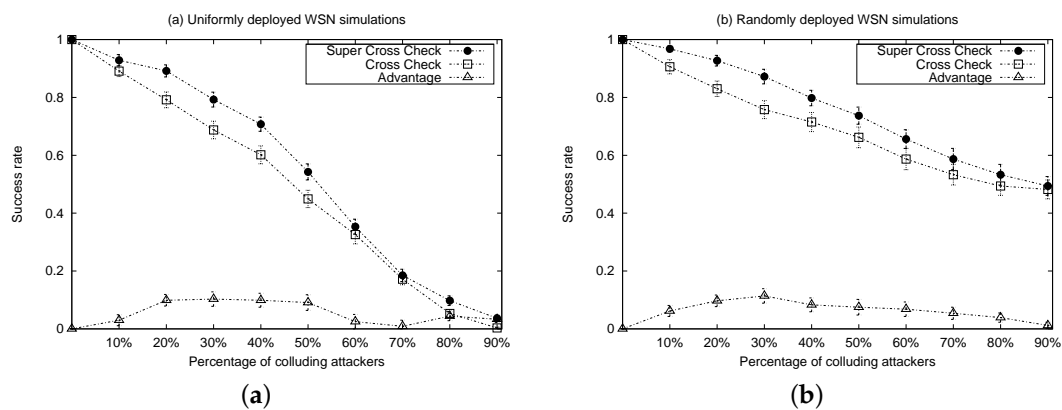 (a) Uniformly deployed WSN simulations
Super Cross Check
Cross Check
Advantage
1
0.8
0.6
0.4
0.2
0
Success rate
10% 20% 30% 40% 50% 60% 70% 80% 90%
Percentage of colluding attackers
(a)
(b) Randomly deployed WSN simulations
Super Cross Check
Cross Check
Advantage
1
0.8
0.6
0.4
0.2
0
Success rate
10% 20% 30% 40% 50% 60% 70% 80% 90%
Percentage of colluding attackers
(b)